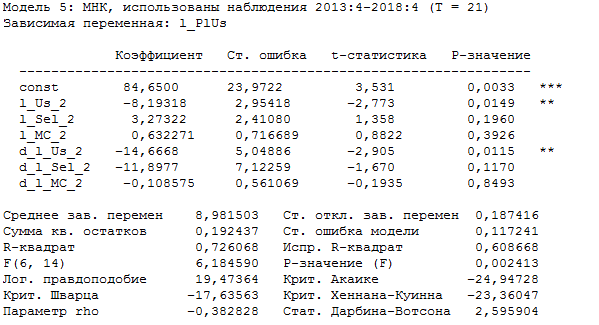 Модель 5: МНК, использованы наблюдения 2013:4-2018:4 (T = 21)
Зависимая переменная: l_PlUs
Коэффициент Ст. ошибка t-статистика P-значение
---------------------------------------------------------------
const 84,6500 23,9722 3,531 0,0033 ***
l_Us_2 −8,19318 2,95418 −2,773 0,0149 **
l_Sel_2 3,27322 2,41080 1,358 0,1960
l_MC_2 0,632271 0,716689 0,8822 0,3926
d_l_Us_2 −14,6668 5,04886 −2,905 0,0115 **
d_l_Sel_2 −11,8977 7,12259 −1,670 0,1170
d_l_MC_2 −0,108575 0,561069 −0,1935 0,8493
Среднее зав. перемен 8,981503 Ст. откл. зав. перемен 0,187416
Сумма кв. остатков 0,192437 Ст. ошибка модели 0,117241
R-квадрат 0,726068 Испр. R-квадрат 0,608668
F(6, 14) 6,184590 P-значение (F) 0,002413
Лог. правдоподобие 19,47364 Крит. Акаике −24,94728
Крит. Шварца −17,63563 Крит. Хеннана-Куинна −23,36047
Параметр rho −0,382828 Стат. Дарбина-Вотсона 2,595904